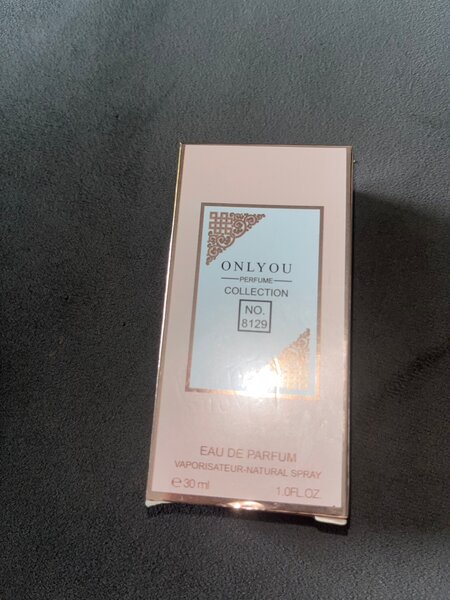 ONLYOU
PERFUME
COLLECTION
NO.
8129
EAU DE PARFUM
VAPORISATEUR-NATURAL SPRAY
℮ 30 ml 1.0FL.OZ.